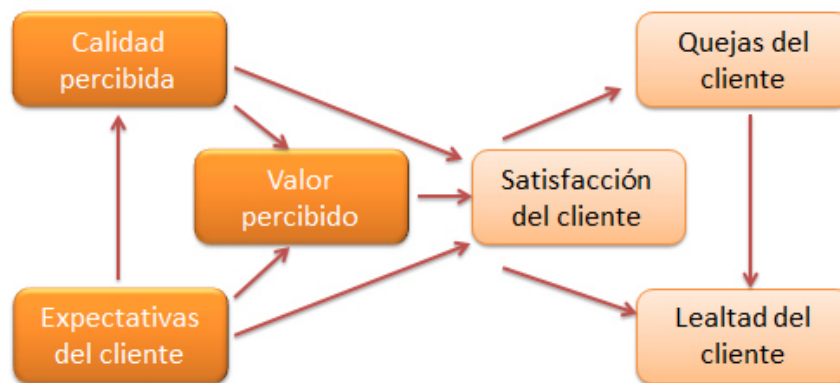 Calidad
percibida
Quejas del
cliente
Valor
percibido
Satisfacción
del cliente
Expectativas
del cliente
Lealtad del
cliente